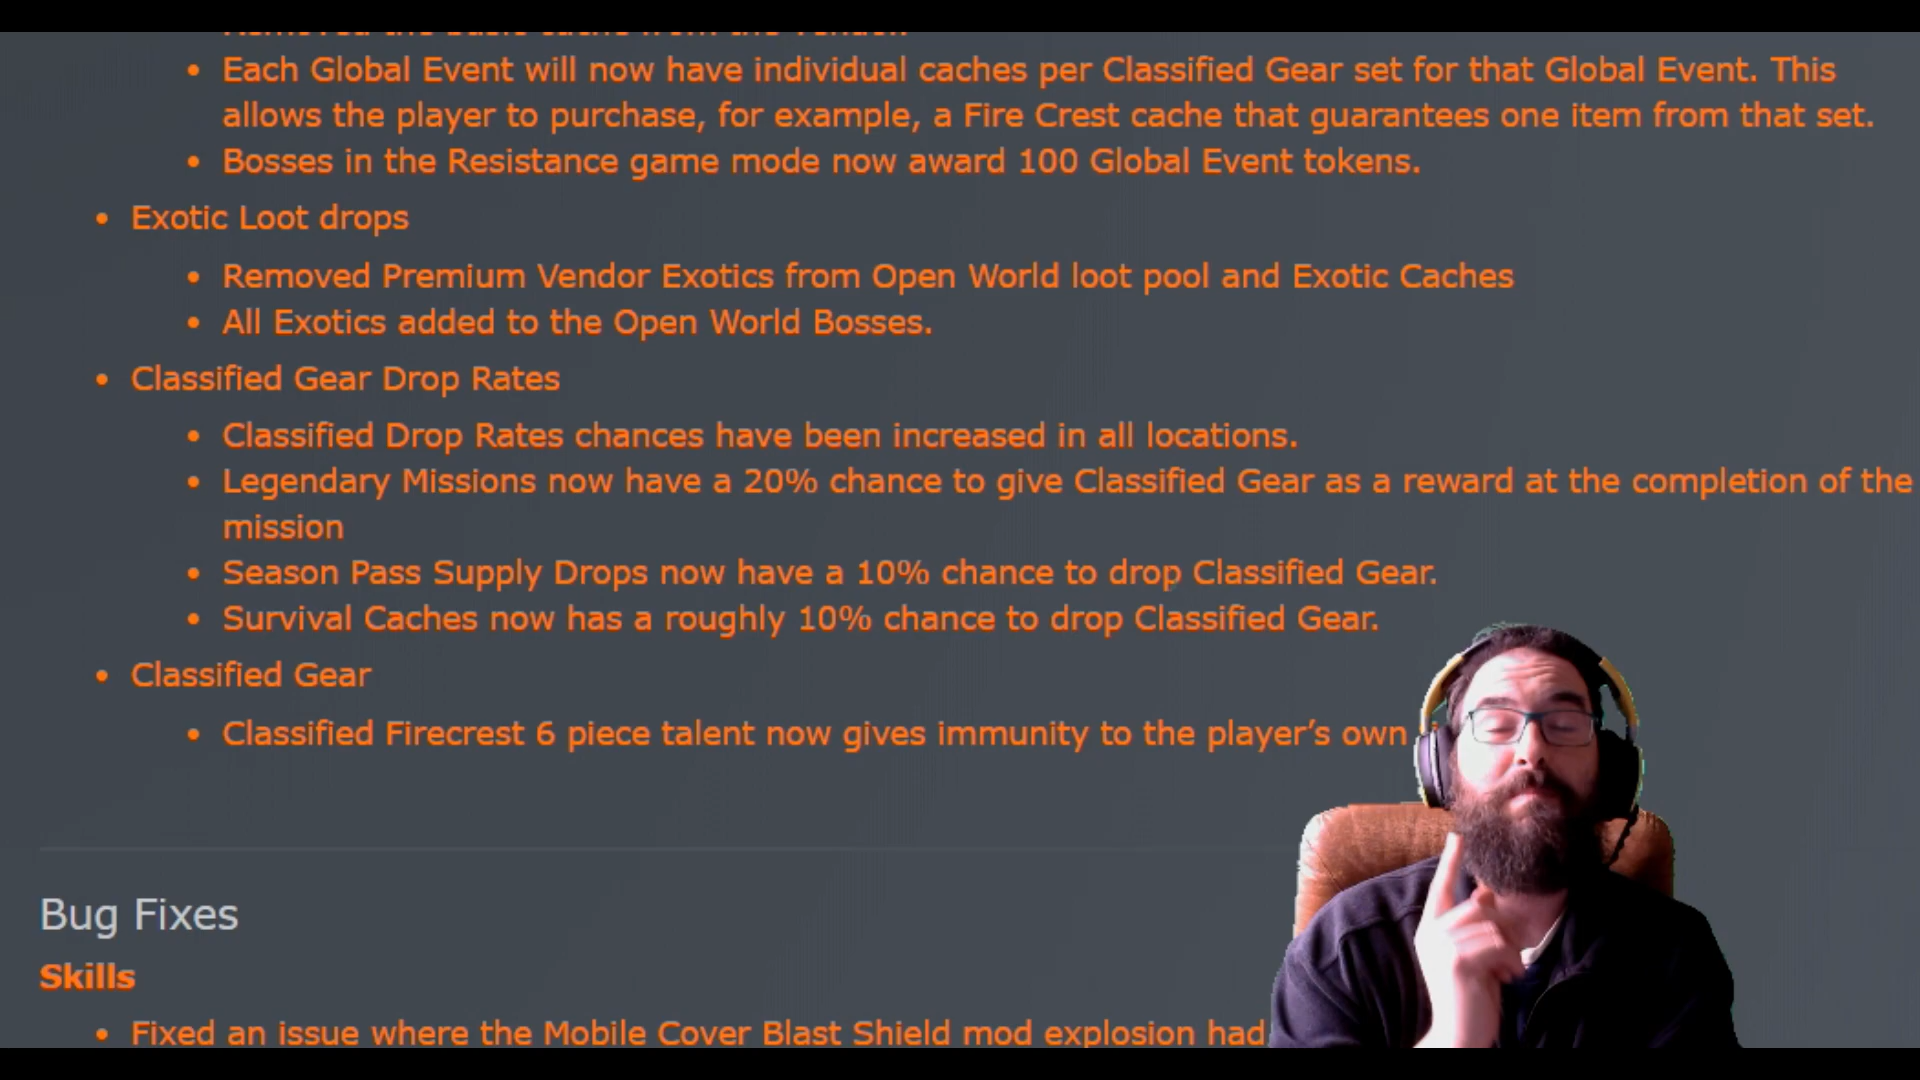 Removed the basic cache from the vendor.
Each Global Event will now have individual caches per Classified Gear set for that Global Event. This
allows the player to purchase, for example, a Fire Crest cache that guarantees one item from that set.
Bosses in the Resistance game mode now award 100 Global Event tokens.
Exotic Loot drops
Removed Premium Vendor Exotics from Open World loot pool and Exotic Caches
All Exotics added to the Open World Bosses.
Classified Gear Drop Rates
Classified Drop Rates chances have been increased in all locations.
Legendary Missions now have a 20% chance to give Classified Gear as a reward at the completion of the
mission
Season Pass Supply Drops now have a 10% chance to drop Classified Gear.
Survival Caches now has a roughly 10% chance to drop Classified Gear.
Classified Gear
Classified Firecrest 6 piece talent now gives immunity to the player’s own
Bug Fixes
Skills
Fixed an issue where the Mobile Cover Blast Shield mod explosion had